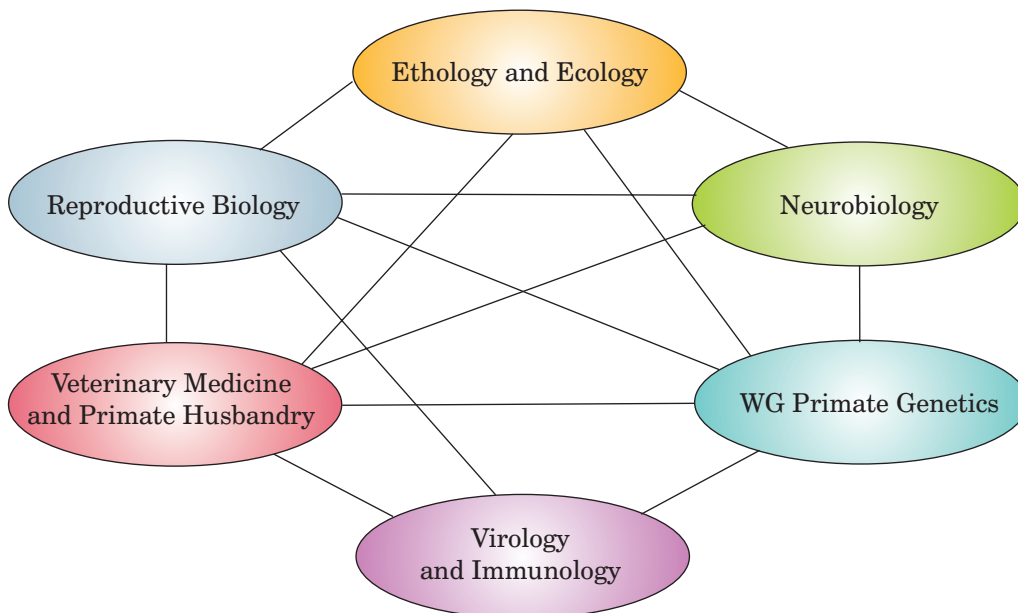 Ethology and Ecology
Reproductive Biology
Neurobiology
Veterinary Medicine
and Primate Husbandry
WG Primate Genetics
Virology
and Immunology